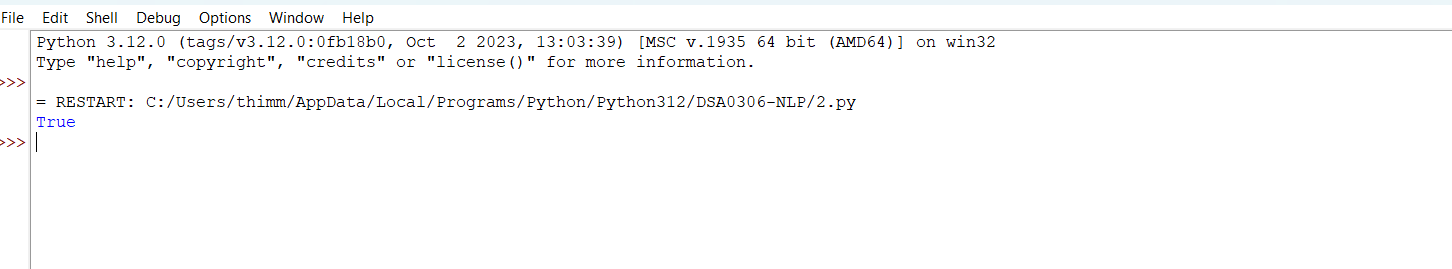 File Edit Shell Debug Options Window Help
Python 3.12.0 (tags/v3.12.0:0fb18b0, Oct  2 2023, 13:03:39) [MSC v.1935 64 bit (AMD64)] on win32
Type "help", "copyright", "credits" or "license()" for more information.
>>>
= RESTART: C:/Users/thimm/AppData/Local/Programs/Python/Python312/DSA0306-NLP/2.py
True
>>>